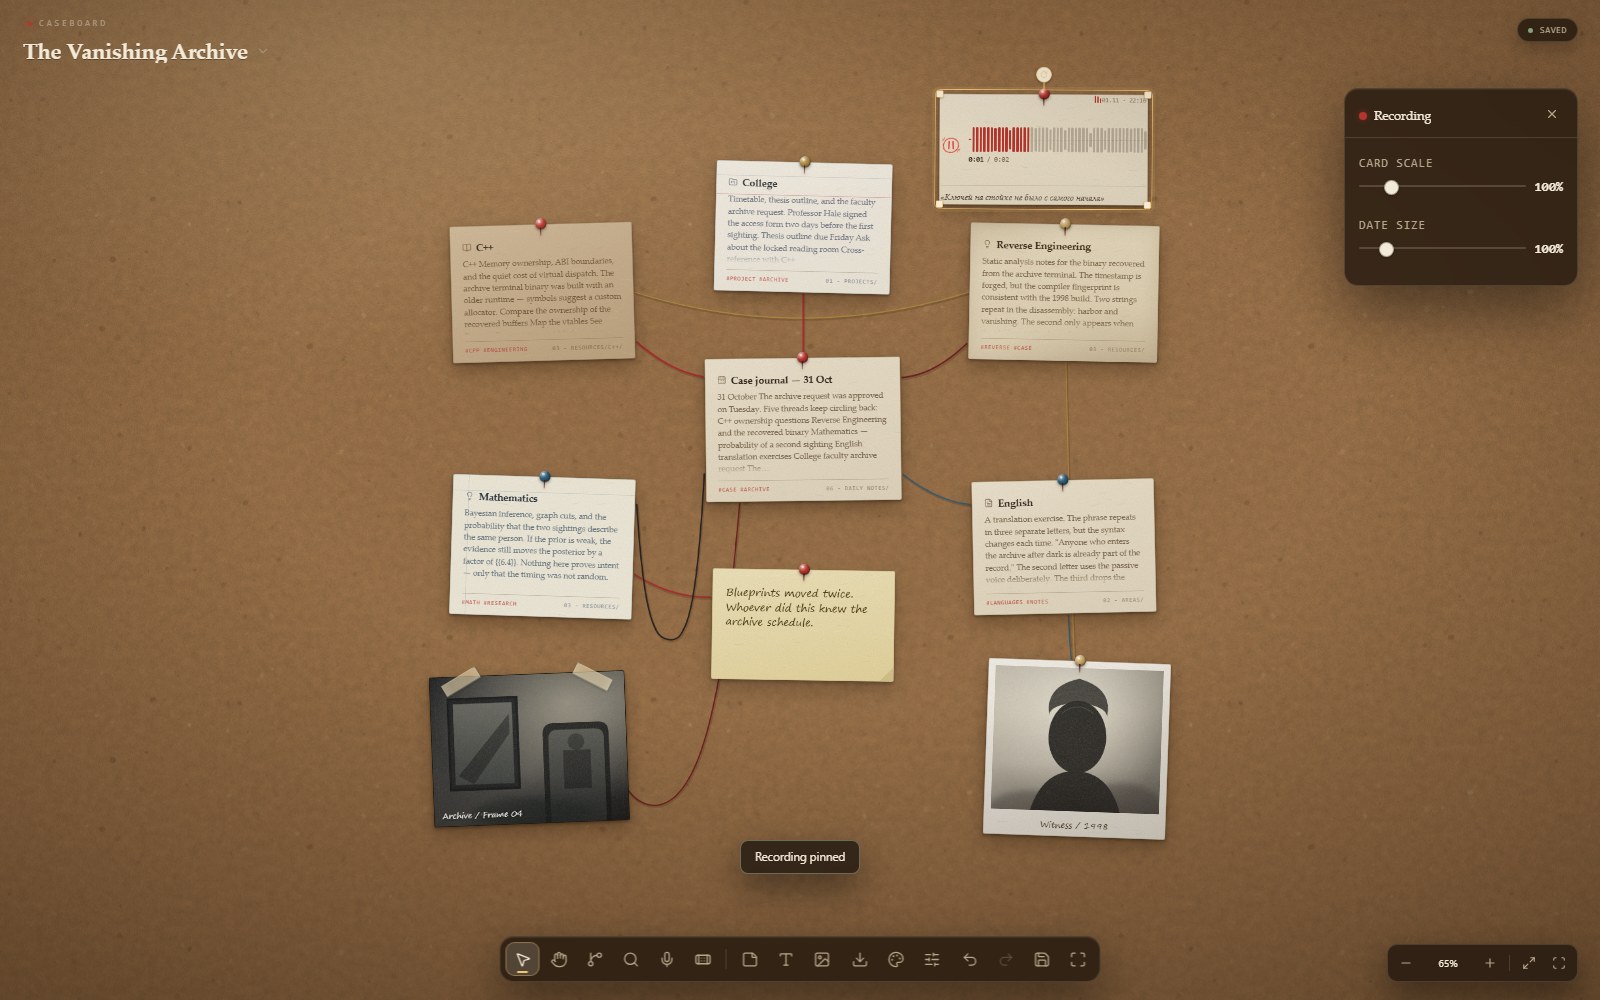 CASEBOARD
The Vanishing Archive
SAVED
03.11 · 22:10
0:01 / 0:02
«Ключей на стойке не было с самого начала»
Recording
CARD SCALE
100%
DATE SIZE
100%
College
Timetable, thesis outline, and the faculty
archive request. Professor Hale signed
the access form two days before the first
sighting. Thesis outline due Friday Ask
about the locked reading room Cross-
reference with C++
#PROJECT #ARCHIVE
01 - PROJECTS/
C++
C++ Memory ownership, ABI boundaries,
and the quiet cost of virtual dispatch. The
archive terminal binary was built with an
older runtime — symbols suggest a custom
allocator. Compare the ownership of the
recovered buffers Map the vtables See
#CPP #ENGINEERING
03 - RESOURCES/C++/
Reverse Engineering
Static analysis notes for the binary recovered
from the archive terminal. The timestamp is
forged, but the compiler fingerprint is
consistent with the 1998 build. Two strings
repeat in the disassembly: harbor and
vanishing. The second only appears when
#REVERSE #CASE
03 - RESOURCES/
Case journal — 31 Oct
31 October The archive request was approved
on Tuesday. Five threads keep circling back:
C++ ownership questions Reverse Engineering
and the recovered binary Mathematics —
probability of a second sighting English
translation exercises College faculty archive
request The
#CASE #ARCHIVE
06 - DAILY NOTES/
Mathematics
Bayesian inference, graph cuts, and the
probability that the two sightings describe
the same person. If the prior is weak, the
evidence still moves the posterior by a
factor of [(6.4)]. Nothing here proves intent
— only that the timing was not random.
#MATH #RESEARCH
03 - RESOURCES/
English
A translation exercise. The phrase repeats
in three separate letters, but the syntax
changes each time. "Anyone who enters
the archive after dark is already part of the
record." The second letter uses the passive
voice deliberately. The third drops the
#LANGUAGES #NOTES
02 - AREAS/
Blueprints moved twice.
Whoever did this knew the
archive schedule.
Archive / Frame 04
Witness / 1998
Recording pinned
65%